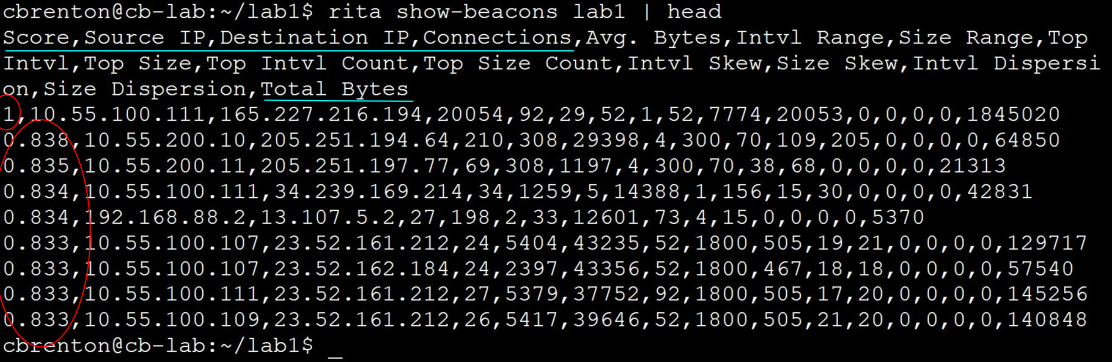 cbrenton@cb-lab:~/lab1$ rita show-beacons lab1 | head
Score,Source IP,Destination IP,Connections,Avg. Bytes,Intvl Range,Size Range,Top
Intvl,Top Size,Top Intvl Count,Top Size Count,Intvl Skew,Size Skew,Intvl Dispersi
on,Size Dispersion,Total Bytes
1,10.55.100.111,165.227.216.194,20054,92,29,52,1,52,7774,20053,0,0,0,0,1845020
0.838,10.55.200.10,205.251.194.64,210,308,29398,4,300,70,109,205,0,0,0,0,64850
0.835,10.55.200.11,205.251.197.77,69,308,1197,4,300,70,38,68,0,0,0,0,21313
0.834,10.55.100.111,34.239.169.214,34,1259,5,14388,1,156,15,30,0,0,0,0,42831
0.834,192.168.88.2,13.107.5.2,27,198,2,33,12601,73,4,15,0,0,0,0,5370
0.833,10.55.100.107,23.52.161.212,24,5404,43235,52,1800,505,19,21,0,0,0,0,129717
0.833,10.55.100.107,23.52.162.184,24,2397,43356,52,1800,467,18,18,0,0,0,0,57540
0.833,10.55.100.111,23.52.161.212,27,5379,37752,92,1800,505,17,20,0,0,0,0,145256
0.833,10.55.100.109,23.52.161.212,26,5417,39646,52,1800,505,21,20,0,0,0,0,140848
cbrenton@cb-lab:~/lab1$ _